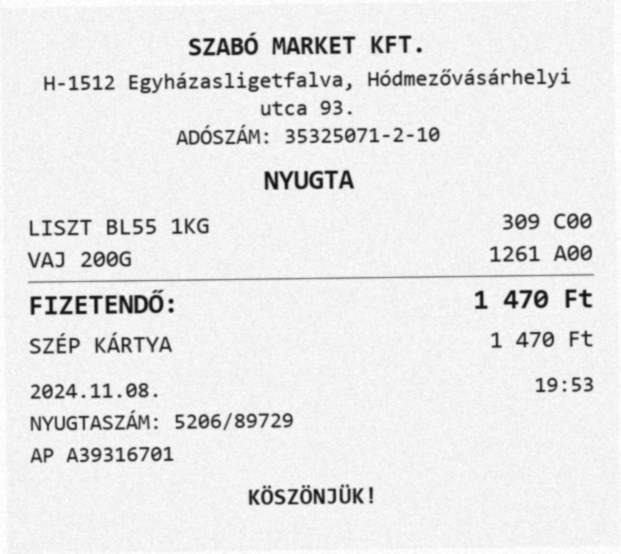 SZABÓ MARKET KFT.
H-1512 Egyházasligetfalva, Hódmezővásárhelyi
utca 93.
ADÓSZÁM: 35325071-2-10
NYUGTA
LISZT BL55 1KG 309 C00
VAJ 200G 1261 A00
FIZETENDŐ: 1 470 Ft
SZÉP KÁRTYA 1 470 Ft
2024.11.08. 19:53
NYUGTASZÁM: 5206/89729
AP A39316701
KÖSZÖNJÜK!